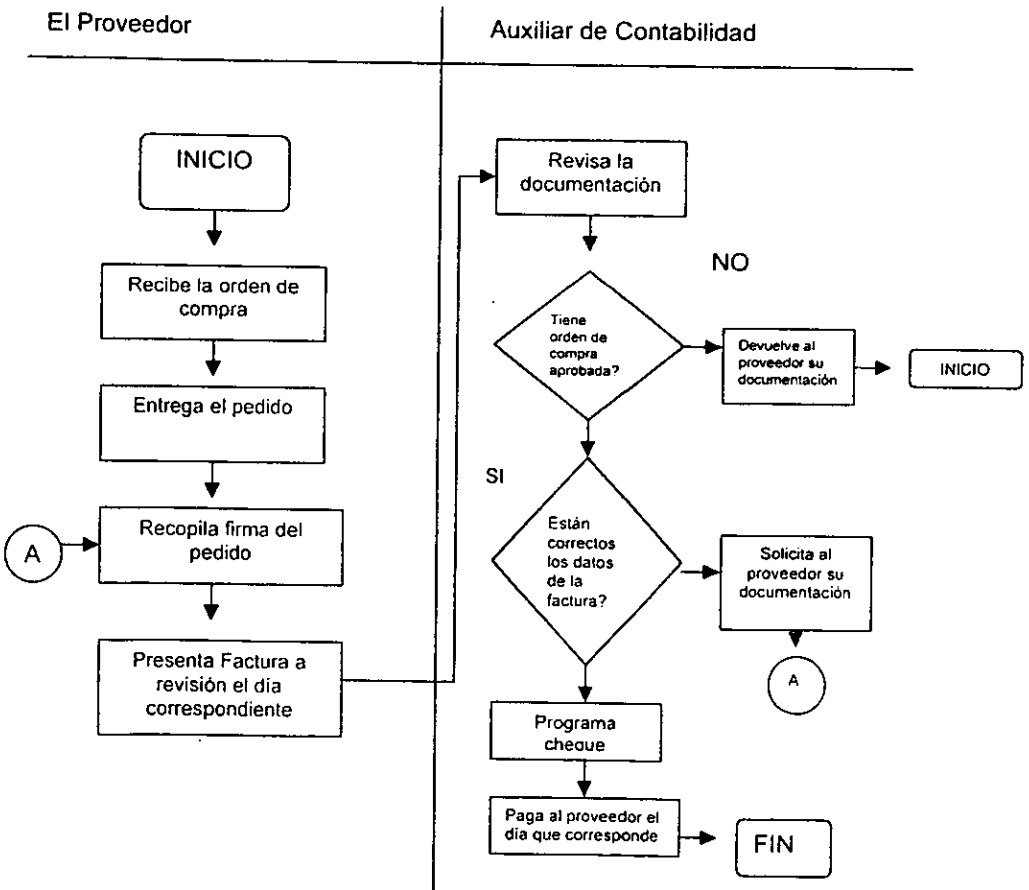 El Proveedor
Auxiliar de Contabilidad
INICIO
Recibe la orden de
compra
Entrega el pedido
A
Recopila firma del
pedido
Presenta Factura a
revisión el día
correspondiente
Revisa la
documentación
NO
Tiene
orden de
compra
aprobada?
Devuelve al
proveedor su
documentación
INICIO
SI
Están
correctos
los datos
de la
factura?
Solicita al
proveedor su
documentación
A
Programa
cheque
Paga al proveedor el
día que corresponde
FIN